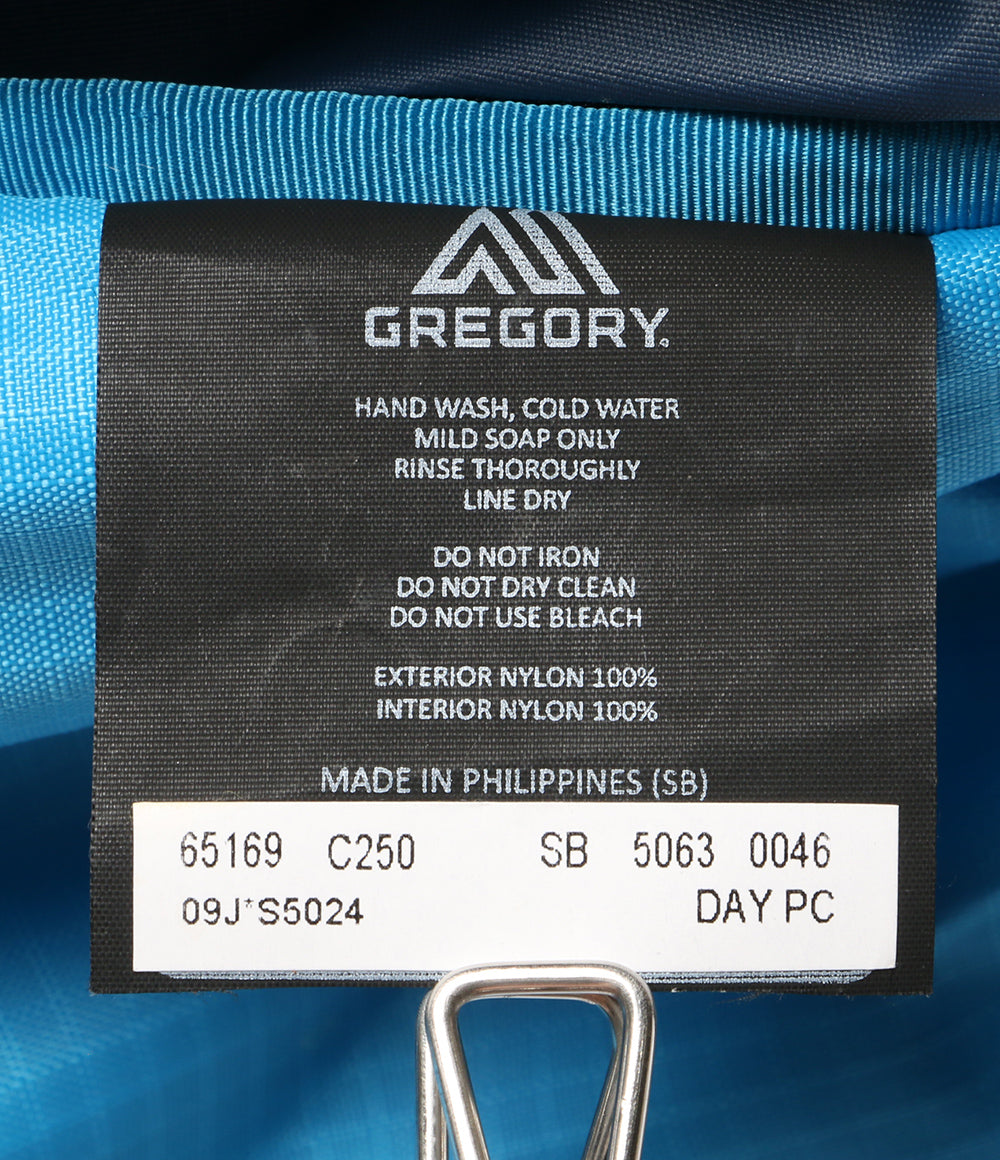 GREGORY.
HAND WASH, COLD WATER
MILD SOAP ONLY
RINSE THOROUGHLY
LINE DRY
DO NOT IRON
DO NOT DRY CLEAN
DO NOT USE BLEACH
EXTERIOR NYLON 100%
INTERIOR NYLON 100%
MADE IN PHILIPPINES (SB)
65169 C250 SB 5063 0046
09J*S5024 DAY PC